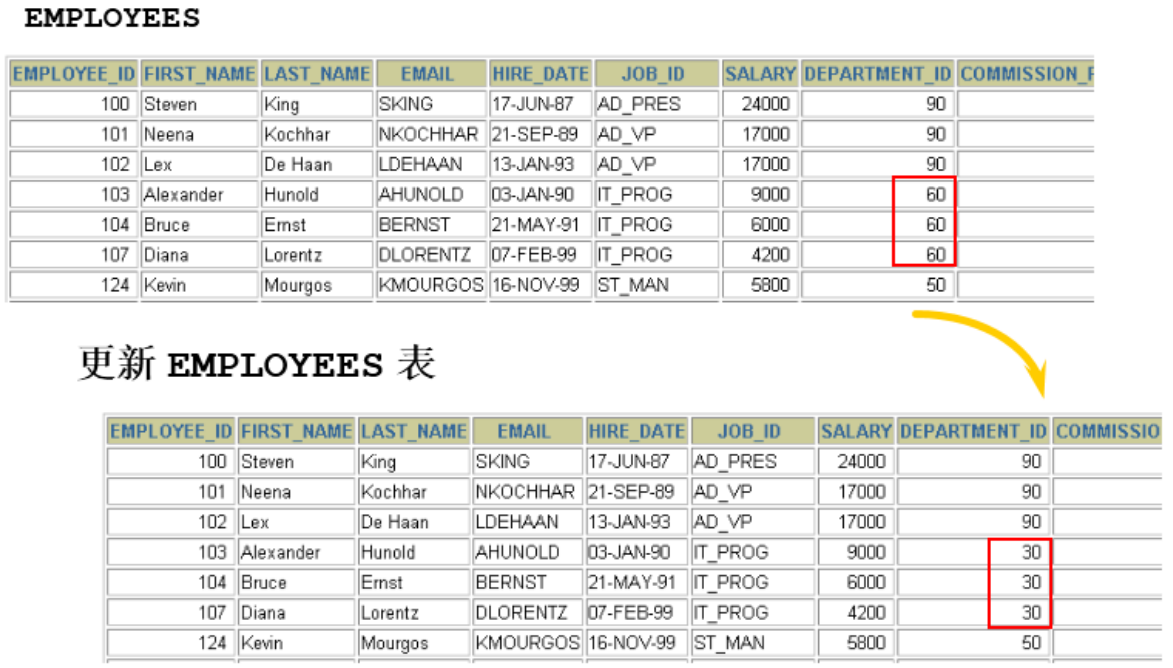 EMPLOYEES
EMPLOYEE_ID FIRST_NAME LAST_NAME EMAIL HIRE_DATE JOB_ID SALARY DEPARTMENT_ID COMMISSION_
100 Steven King SKING 17-JUN-87 AD_PRES 24000 90
101 Neena Kochhar NKOCHHAR 21-SEP-89 AD_VP 17000 90
102 Lex De Haan LDEHAAN 13-JAN-93 AD_VP 17000 90
103 Alexander Hunold AHUNOLD 03-JAN-90 IT_PROG 9000 60
104 Bruce Ernst BERNST 21-MAY-91 IT_PROG 6000 60
107 Diana Lorentz DLORENTZ 07-FEB-99 IT_PROG 4200 60
124 Kevin Mourgos KMOURGOS 16-NOV-99 ST_MAN 5800 50
更新 EMPLOYEES 表
EMPLOYEE_ID FIRST_NAME LAST_NAME EMAIL HIRE_DATE JOB_ID SALARY DEPARTMENT_ID COMMISSIO
100 Steven King SKING 17-JUN-87 AD_PRES 24000 90
101 Neena Kochhar NKOCHHAR 21-SEP-89 AD_VP 17000 90
102 Lex De Haan LDEHAAN 13-JAN-93 AD_VP 17000 90
103 Alexander Hunold AHUNOLD 03-JAN-90 IT_PROG 9000 30
104 Bruce Ernst BERNST 21-MAY-91 IT_PROG 6000 30
107 Diana Lorentz DLORENTZ 07-FEB-99 IT_PROG 4200 30
124 Kevin Mourgos KMOURGOS 16-NOV-99 ST_MAN 5800 50